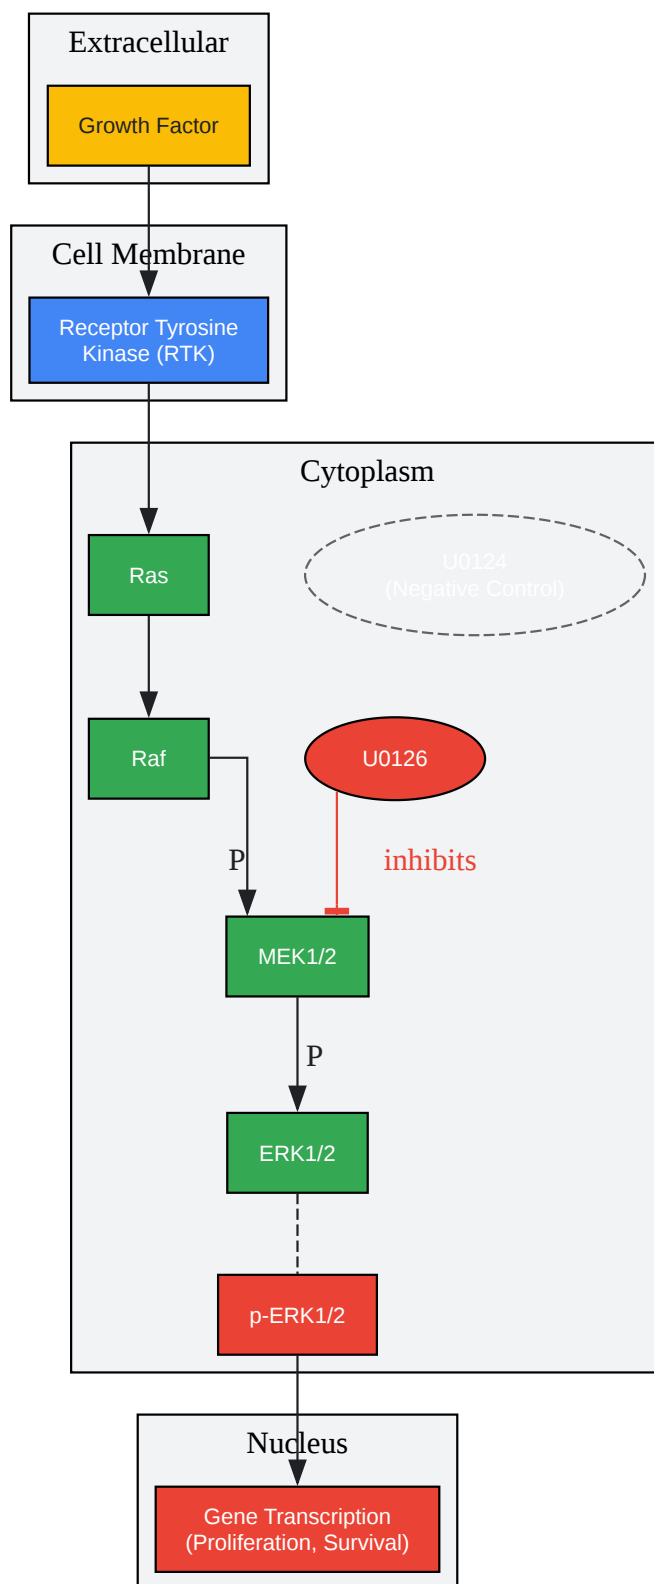 Extracellular
Growth Factor
Cell Membrane
Receptor Tyrosine
Kinase (RTK)
Cytoplasm
Ras
U0124
(Negative Control)
Raf
U0126
P
inhibits
MEK1/2
P
ERK1/2
p-ERK1/2
Nucleus
Gene Transcription
(Proliferation, Survival)